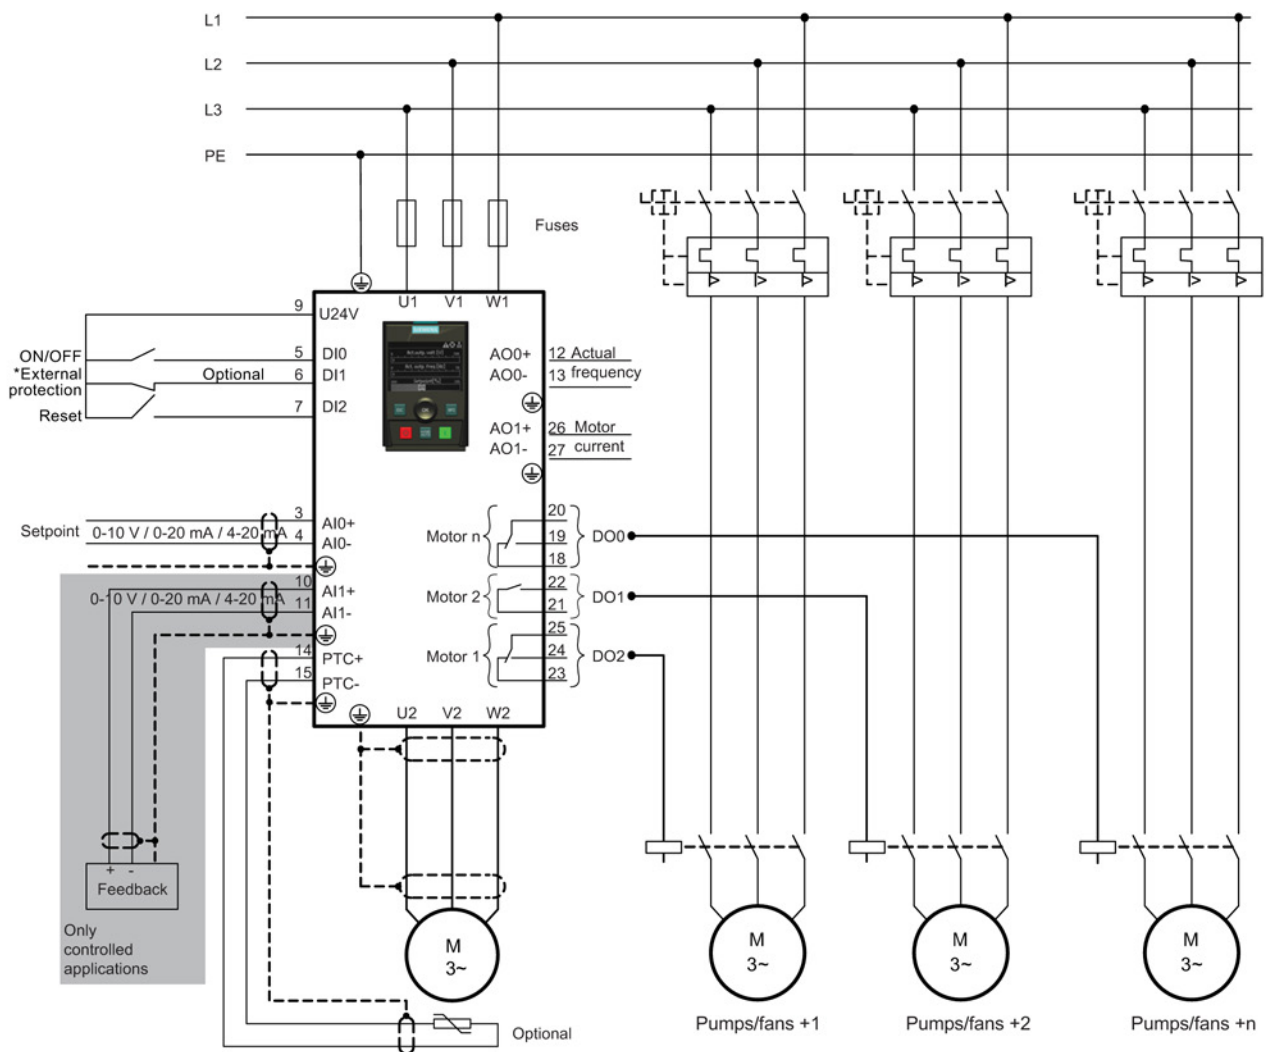 L1
L2
L3
PE
Fuses
U1 V1 W1
9 U24V
ON/OFF
5 DI0
*External
protection
Optional
6 DI1
Reset
7 DI2
SIEMENS
AO0+ 12 Actual
AO0- 13 frequency
AO1+ 26 Motor
AO1- 27 current
Setpoint
0-10 V / 0-20 mA / 4-20 mA
3 AI0+
4 AI0-
10 AI1+
0-10 V / 0-20 mA / 4-20 mA
11 AI1-
14 PTC+
15 PTC-
Motor n
20
19
18
DO0
Motor 2
22
21
DO1
Motor 1
25
24
23
DO2
U2 V2 W2
+ -
Feedback
Only
controlled
applications
M
3~
Optional
M
3~
Pumps/fans +1
M
3~
Pumps/fans +2
M
3~
Pumps/fans +n